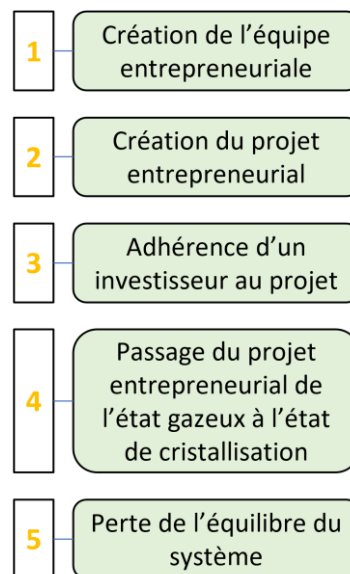 1
Création de l'équipe
entrepreneuriale
2
Création du projet
entrepreneurial
3
Adhérence d'un
investisseur au projet
4
Passage du projet
entrepreneurial de
l'état gazeux à l'état
de cristallisation
5
Perte de l'équilibre du
système